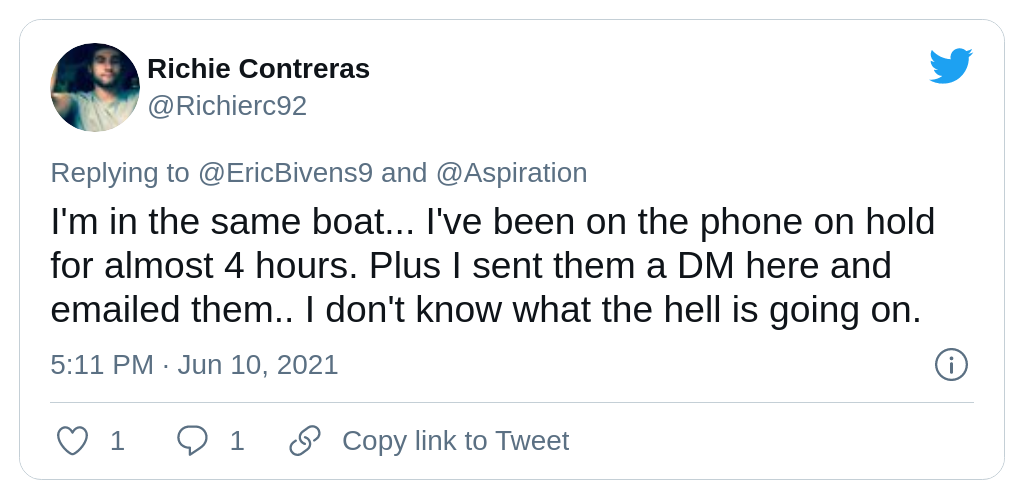 Richie Contreras
@Richierc92
Replying to @EricBivens9 and @Aspiration
I'm in the same boat... I've been on the phone on hold
for almost 4 hours. Plus I sent them a DM here and
emailed them.. I don't know what the hell is going on.
5:11 PM · Jun 10, 2021
1 1 Copy link to Tweet